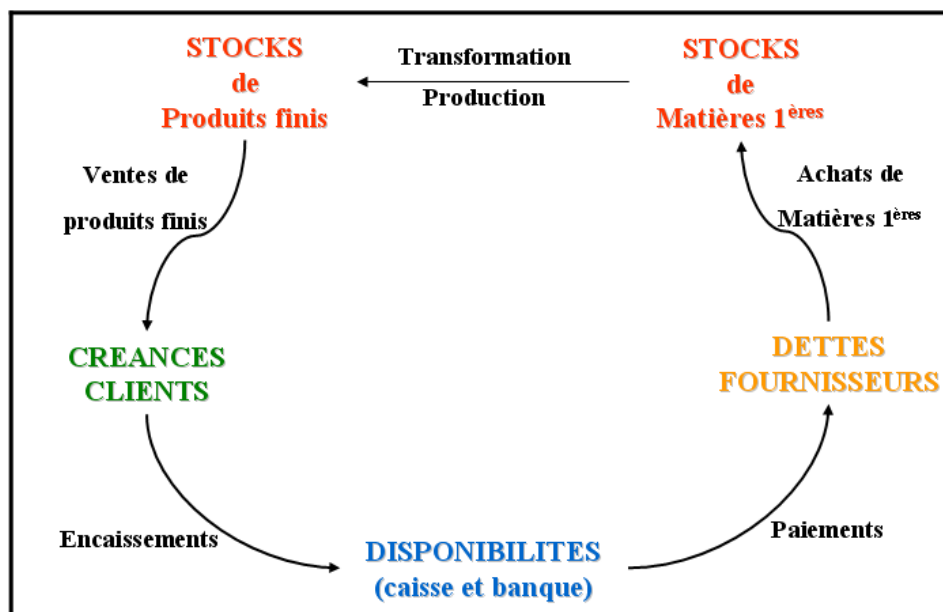 STOCKS
de
Produits finis
Transformation
Production
STOCKS
de
Matières 1ères
Ventes de
produits finis
Achats de
Matières 1ères
CREANCES
CLIENTS
DETTES
FOURNISSEURS
Encaissements
DISPONIBILITES
(caisse et banque)
Paiements